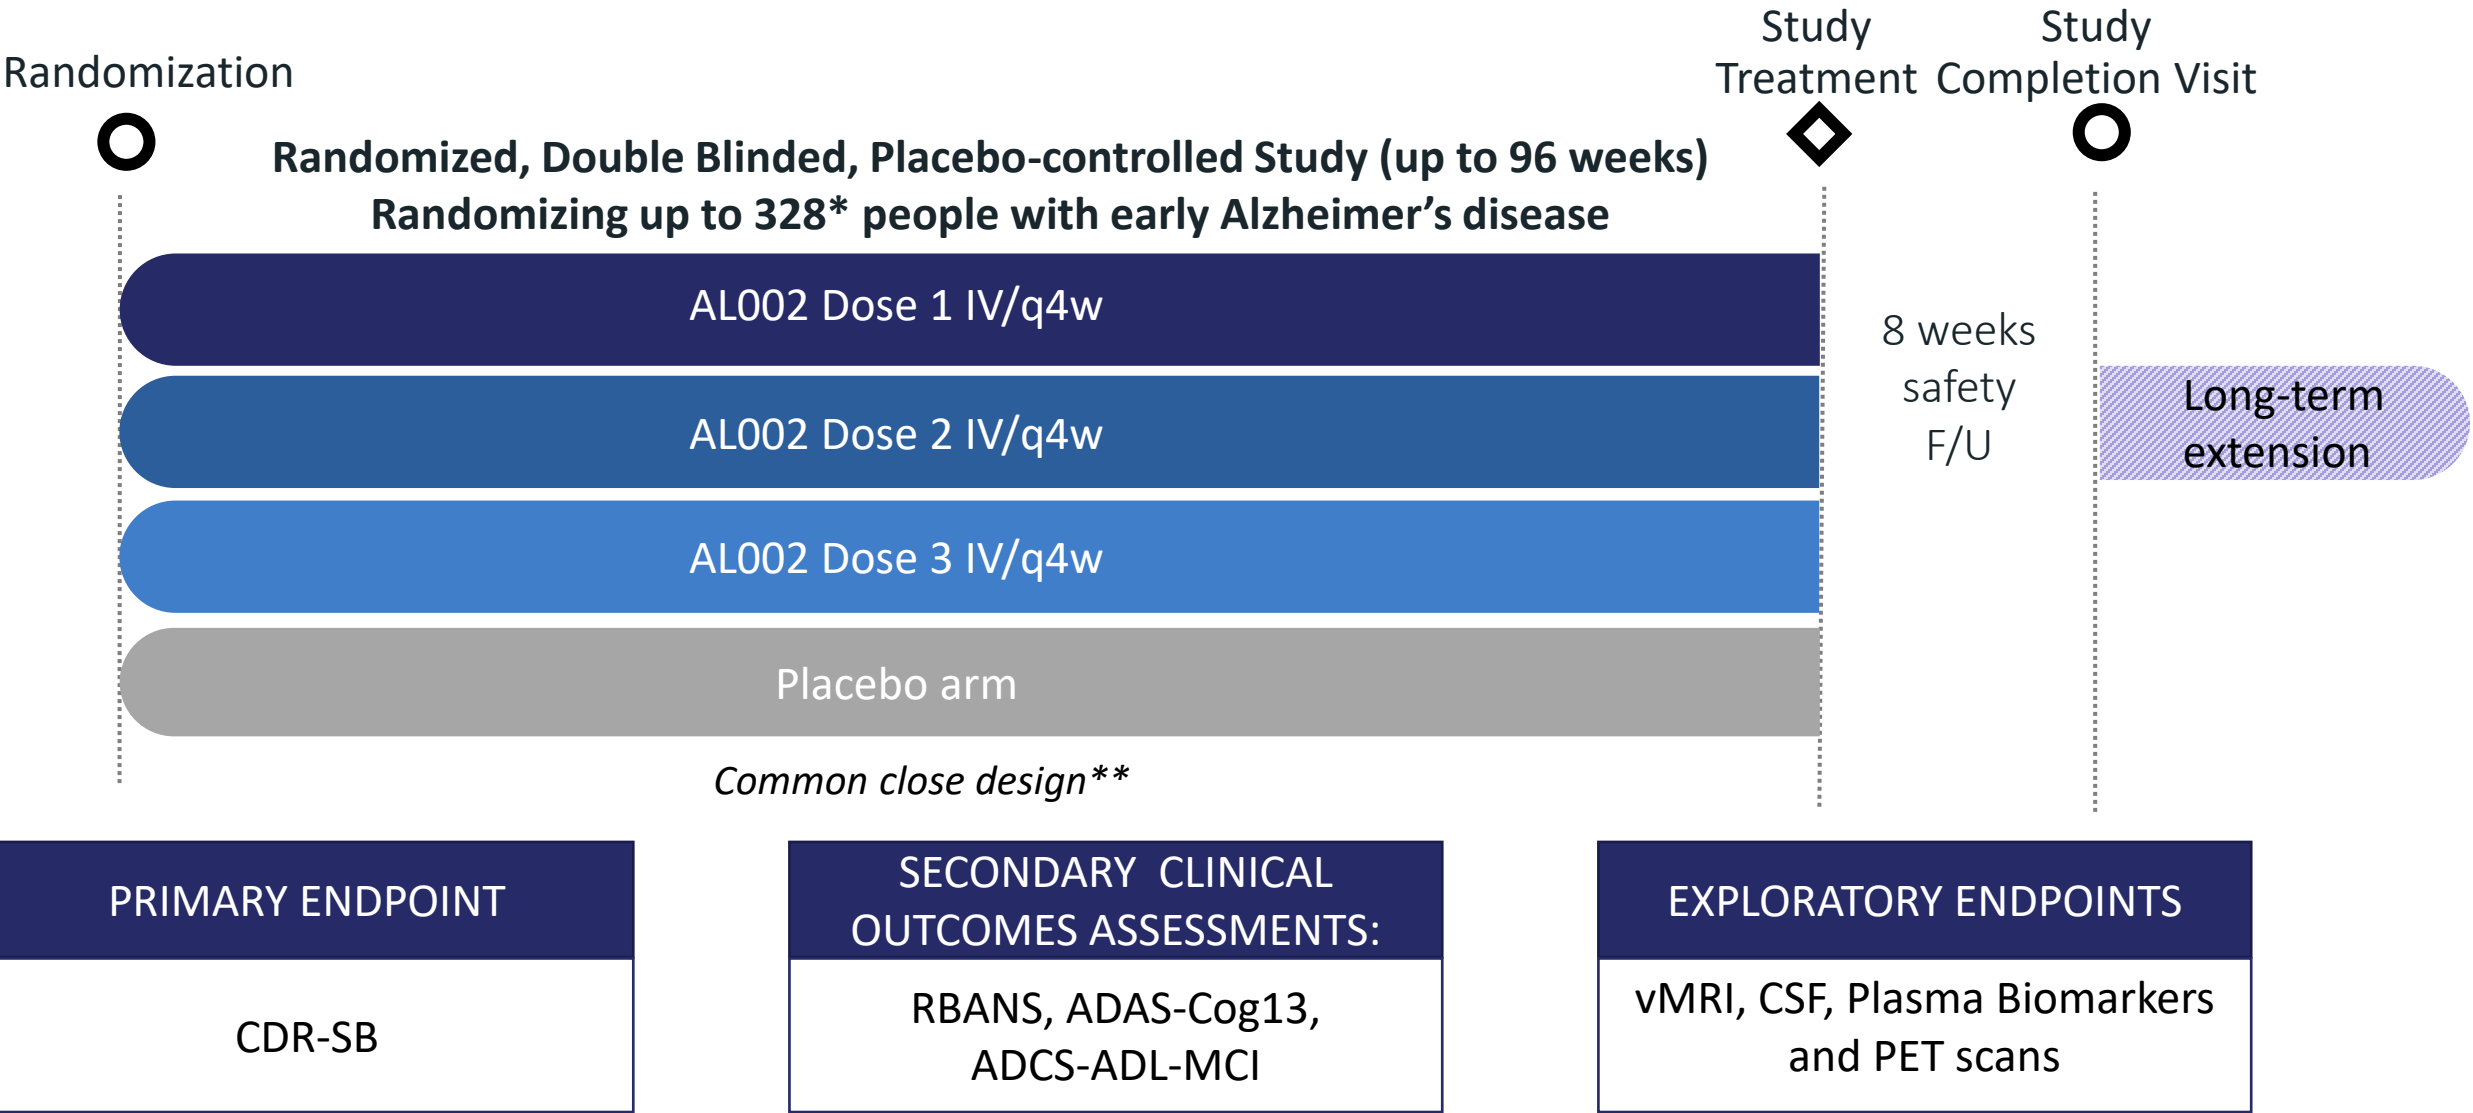 Randomization
Study
Treatment
Study
Completion Visit
Randomized, Double Blinded, Placebo-controlled Study (up to 96 weeks)
Randomizing up to 328* people with early Alzheimer’s disease
AL002 Dose 1 IV/q4w
AL002 Dose 2 IV/q4w
AL002 Dose 3 IV/q4w
Placebo arm
8 weeks
safety
F/U
Long-term
extension
Common close design**
PRIMARY ENDPOINT
CDR-SB
SECONDARY CLINICAL
OUTCOMES ASSESSMENTS:
RBANS, ADAS-Cog13,
ADCS-ADL-MCI
EXPLORATORY ENDPOINTS
vMRI, CSF, Plasma Biomarkers
and PET scans